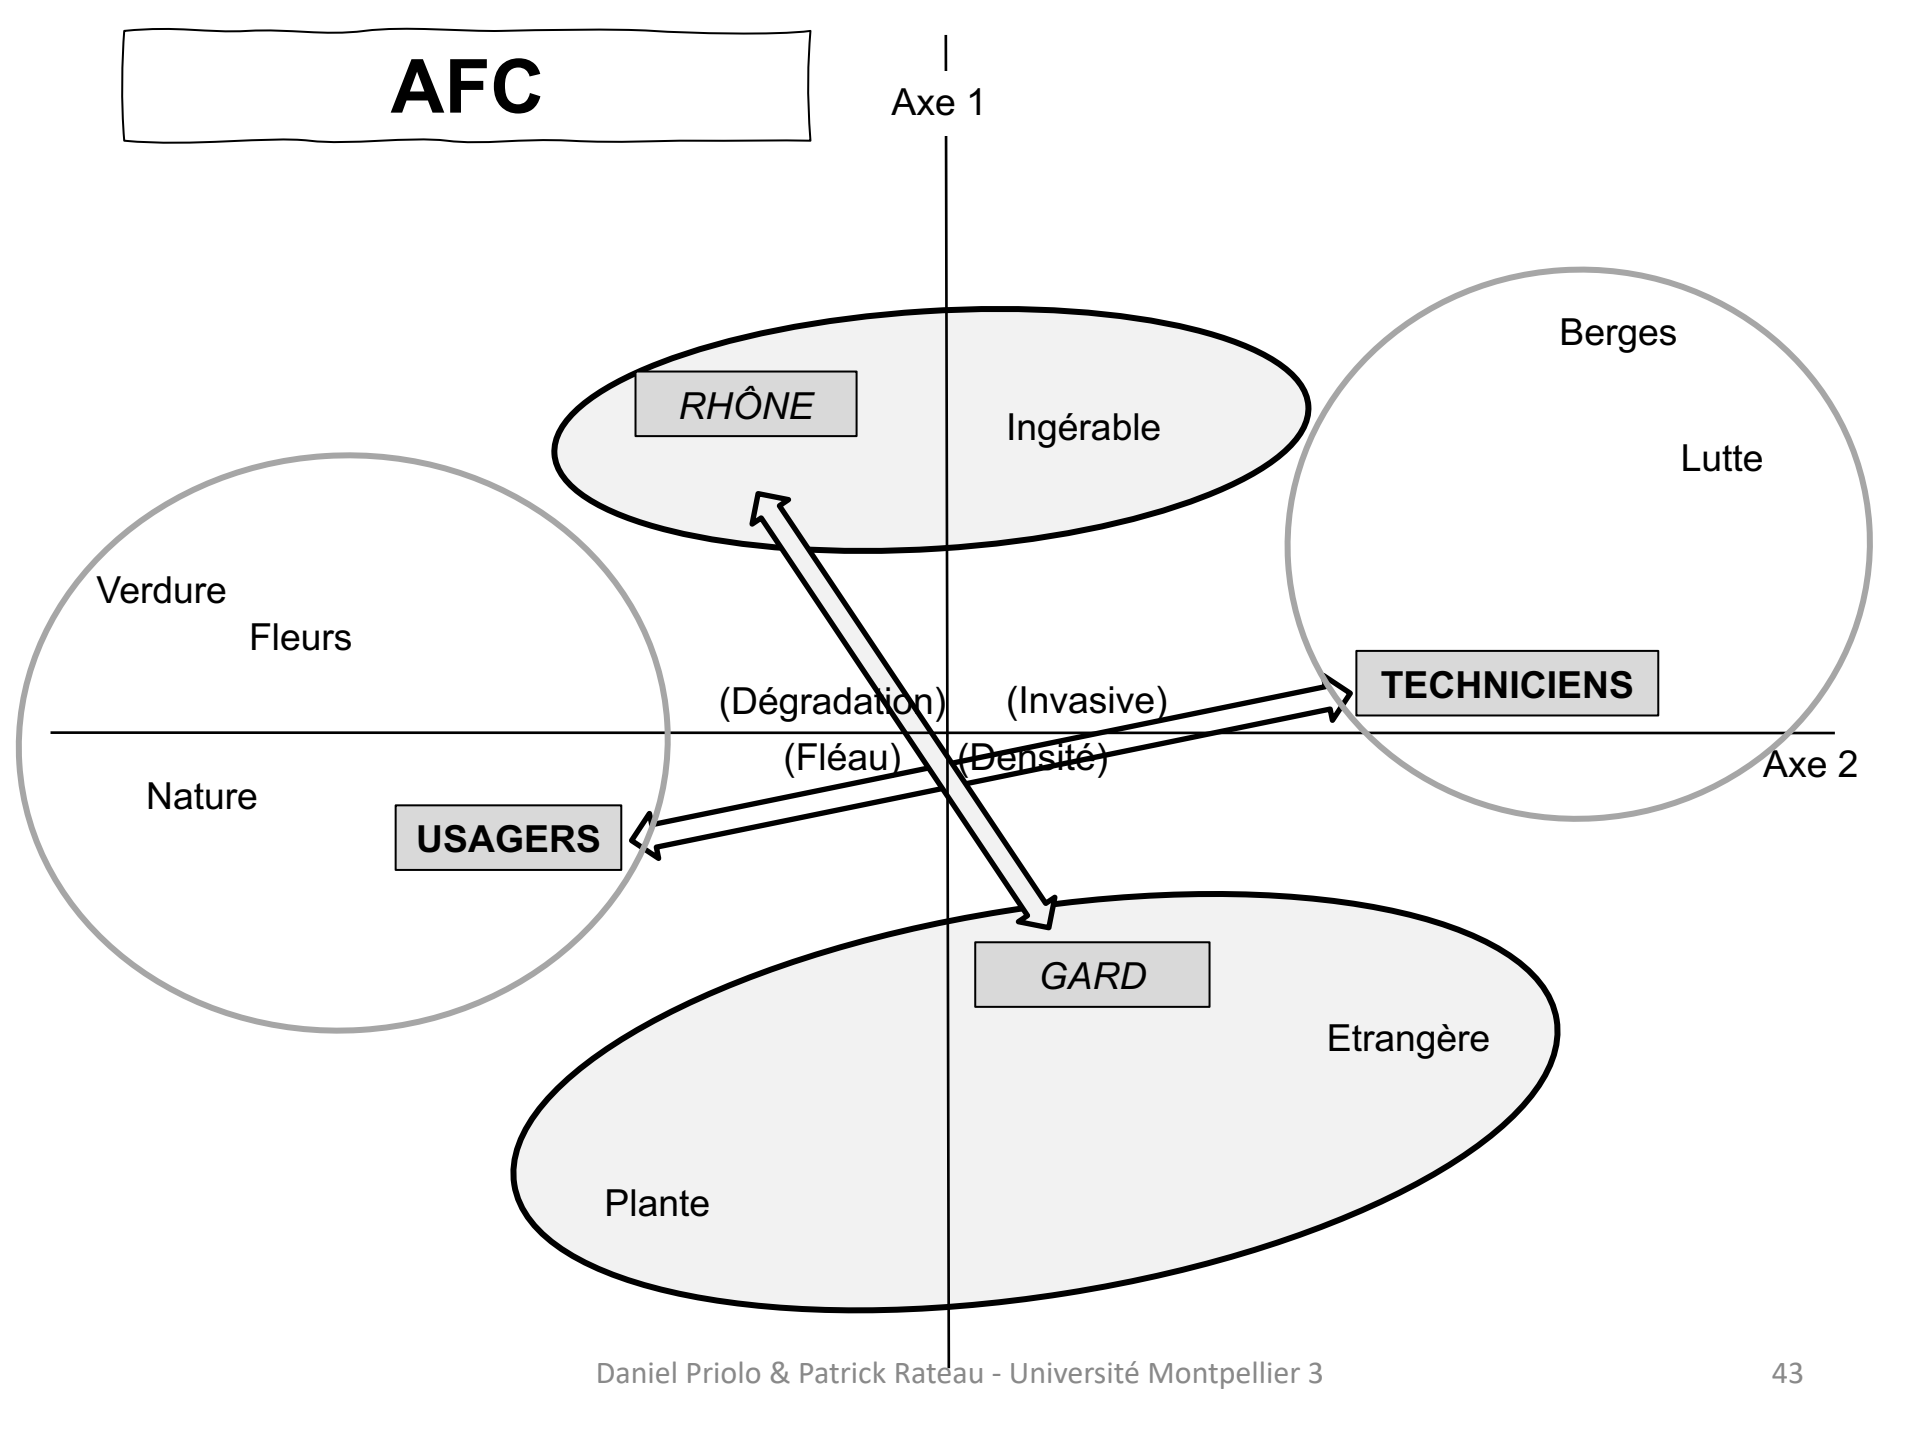 AFC
Axe 1
Berges
RHÔNE
Ingérable
Lutte
Verdure
Fleurs
TECHNICIENS
(Dégradation)
(Invasive)
(Fléau)
(Densité)
Axe 2
Nature
USAGERS
GARD
Etrangère
Plante
Daniel Priolo & Patrick Rateau - Université Montpellier 3
43